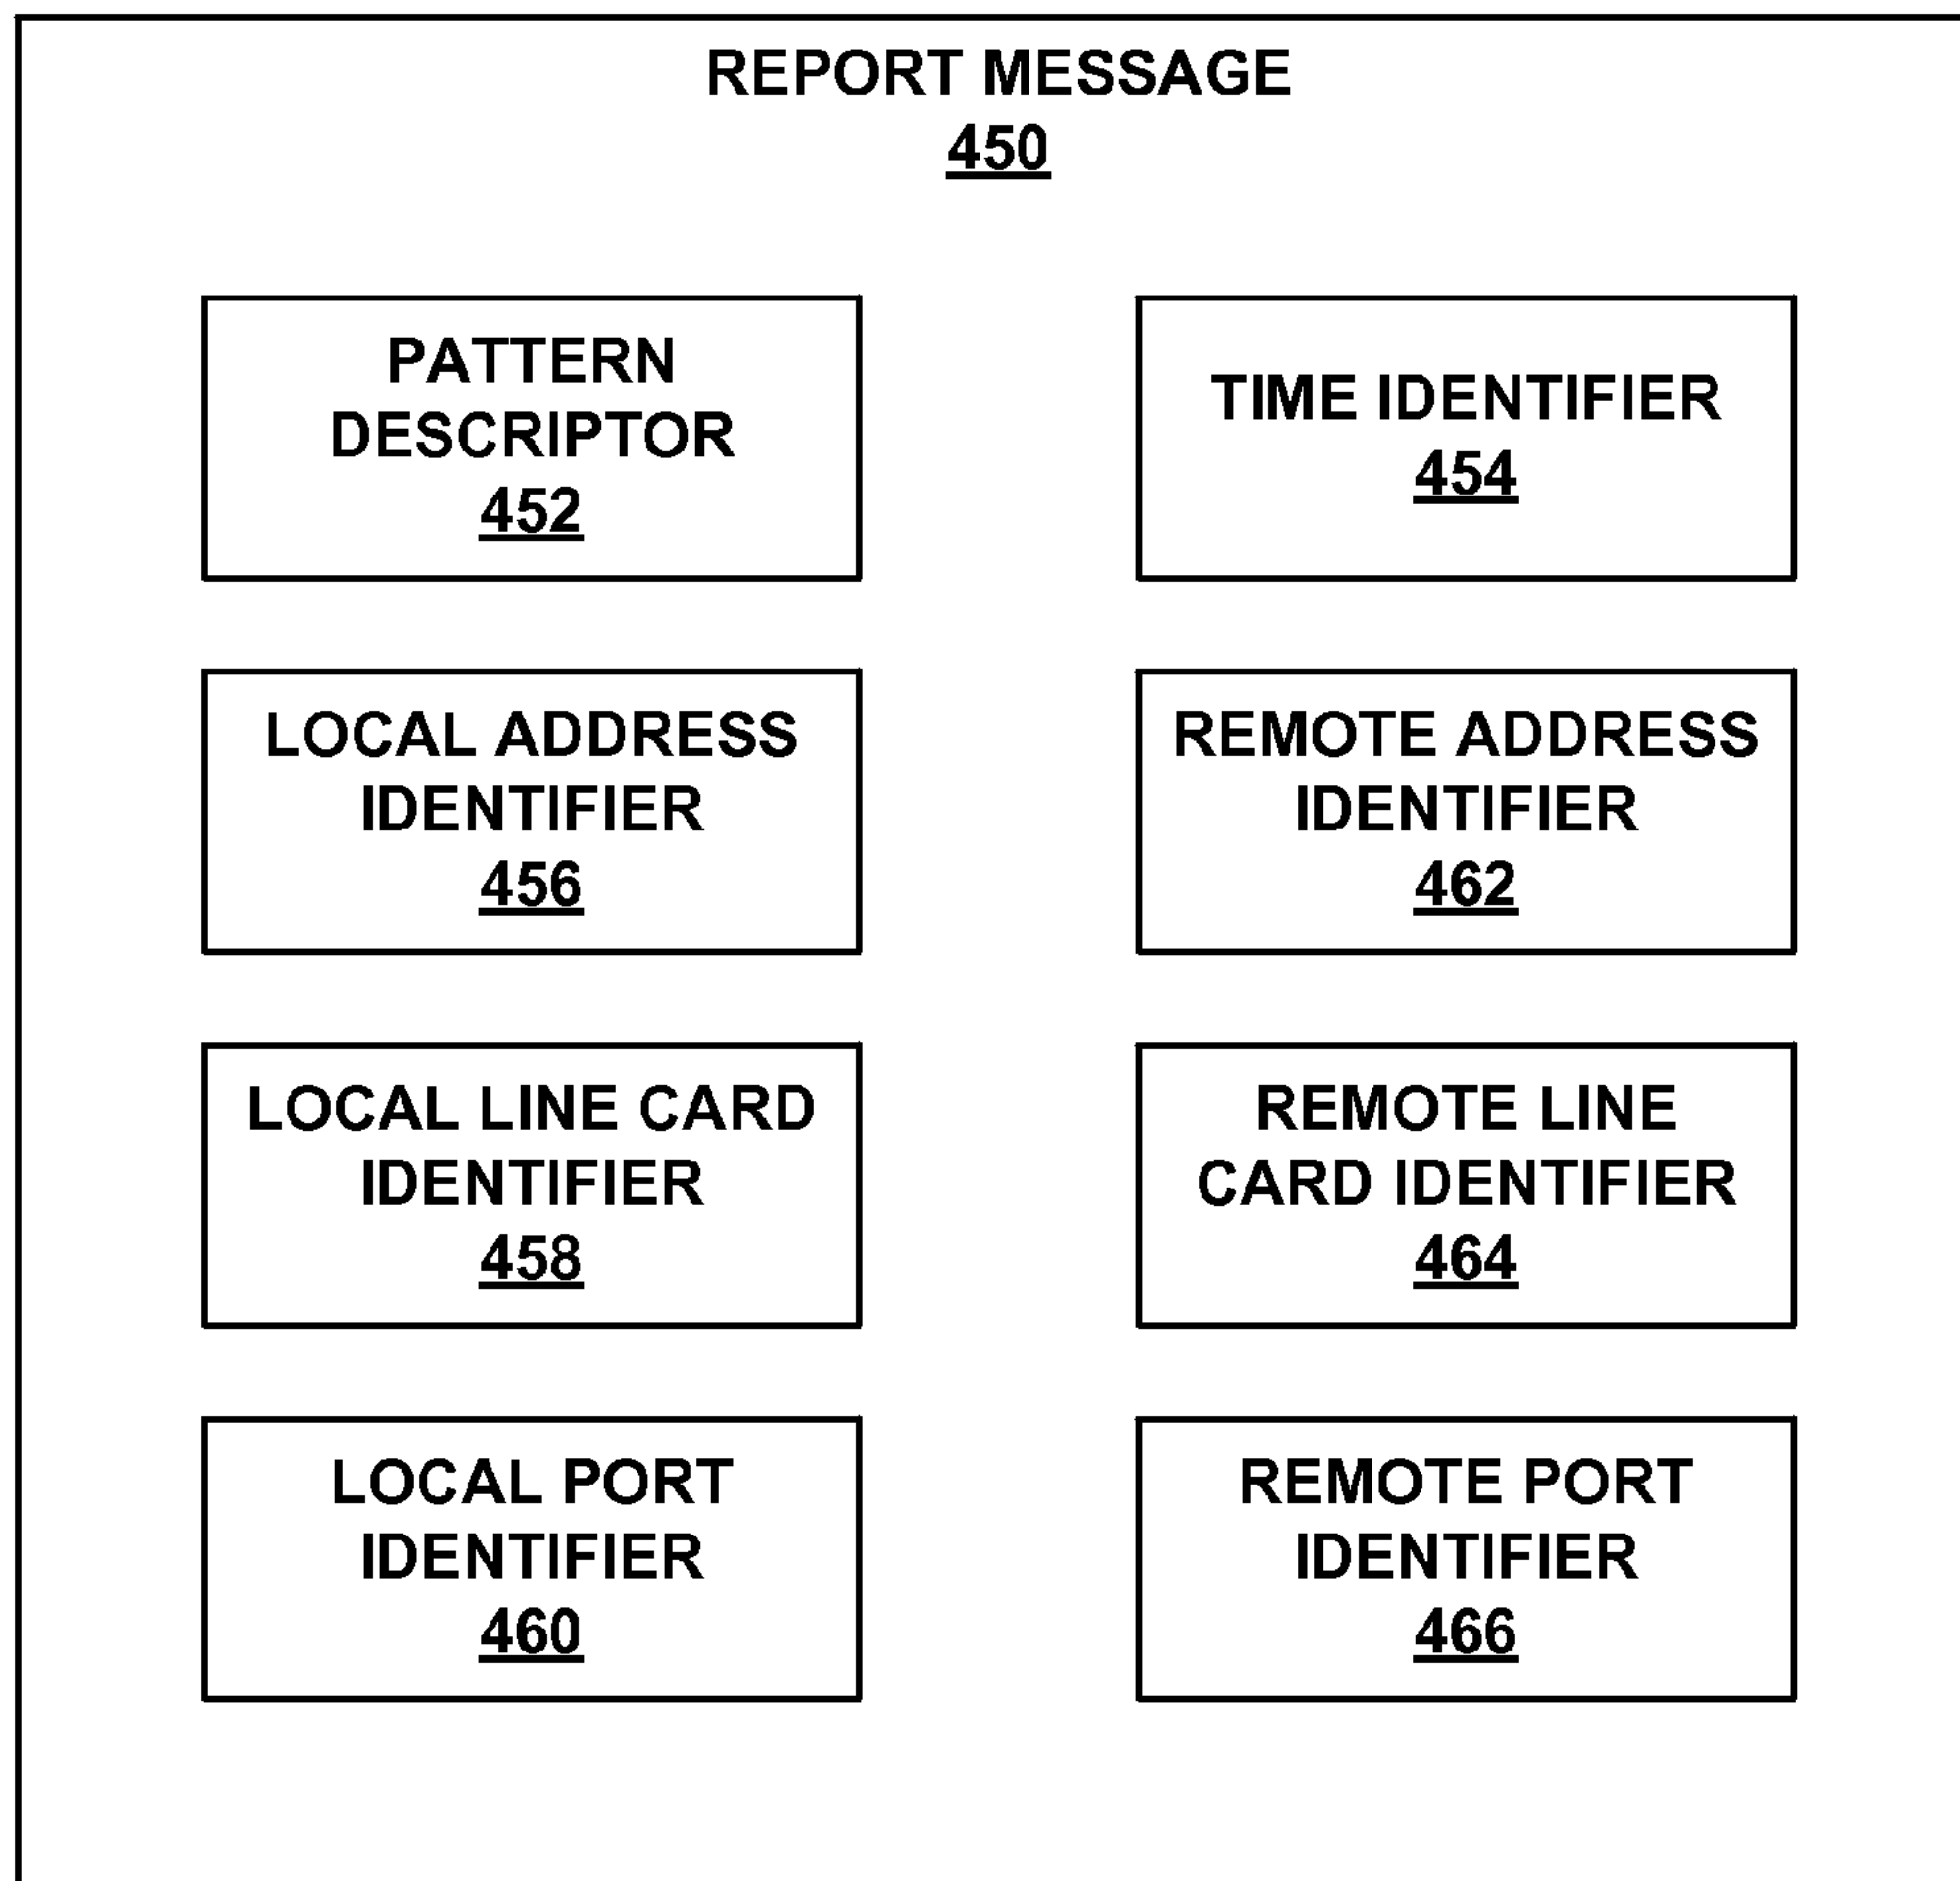 REPORT MESSAGE
450
PATTERN
DESCRIPTOR
452
TIME IDENTIFIER
454
LOCAL ADDRESS
IDENTIFIER
456
REMOTE ADDRESS
IDENTIFIER
462
LOCAL LINE CARD
IDENTIFIER
458
REMOTE LINE
CARD IDENTIFIER
464
LOCAL PORT
IDENTIFIER
460
REMOTE PORT
IDENTIFIER
466